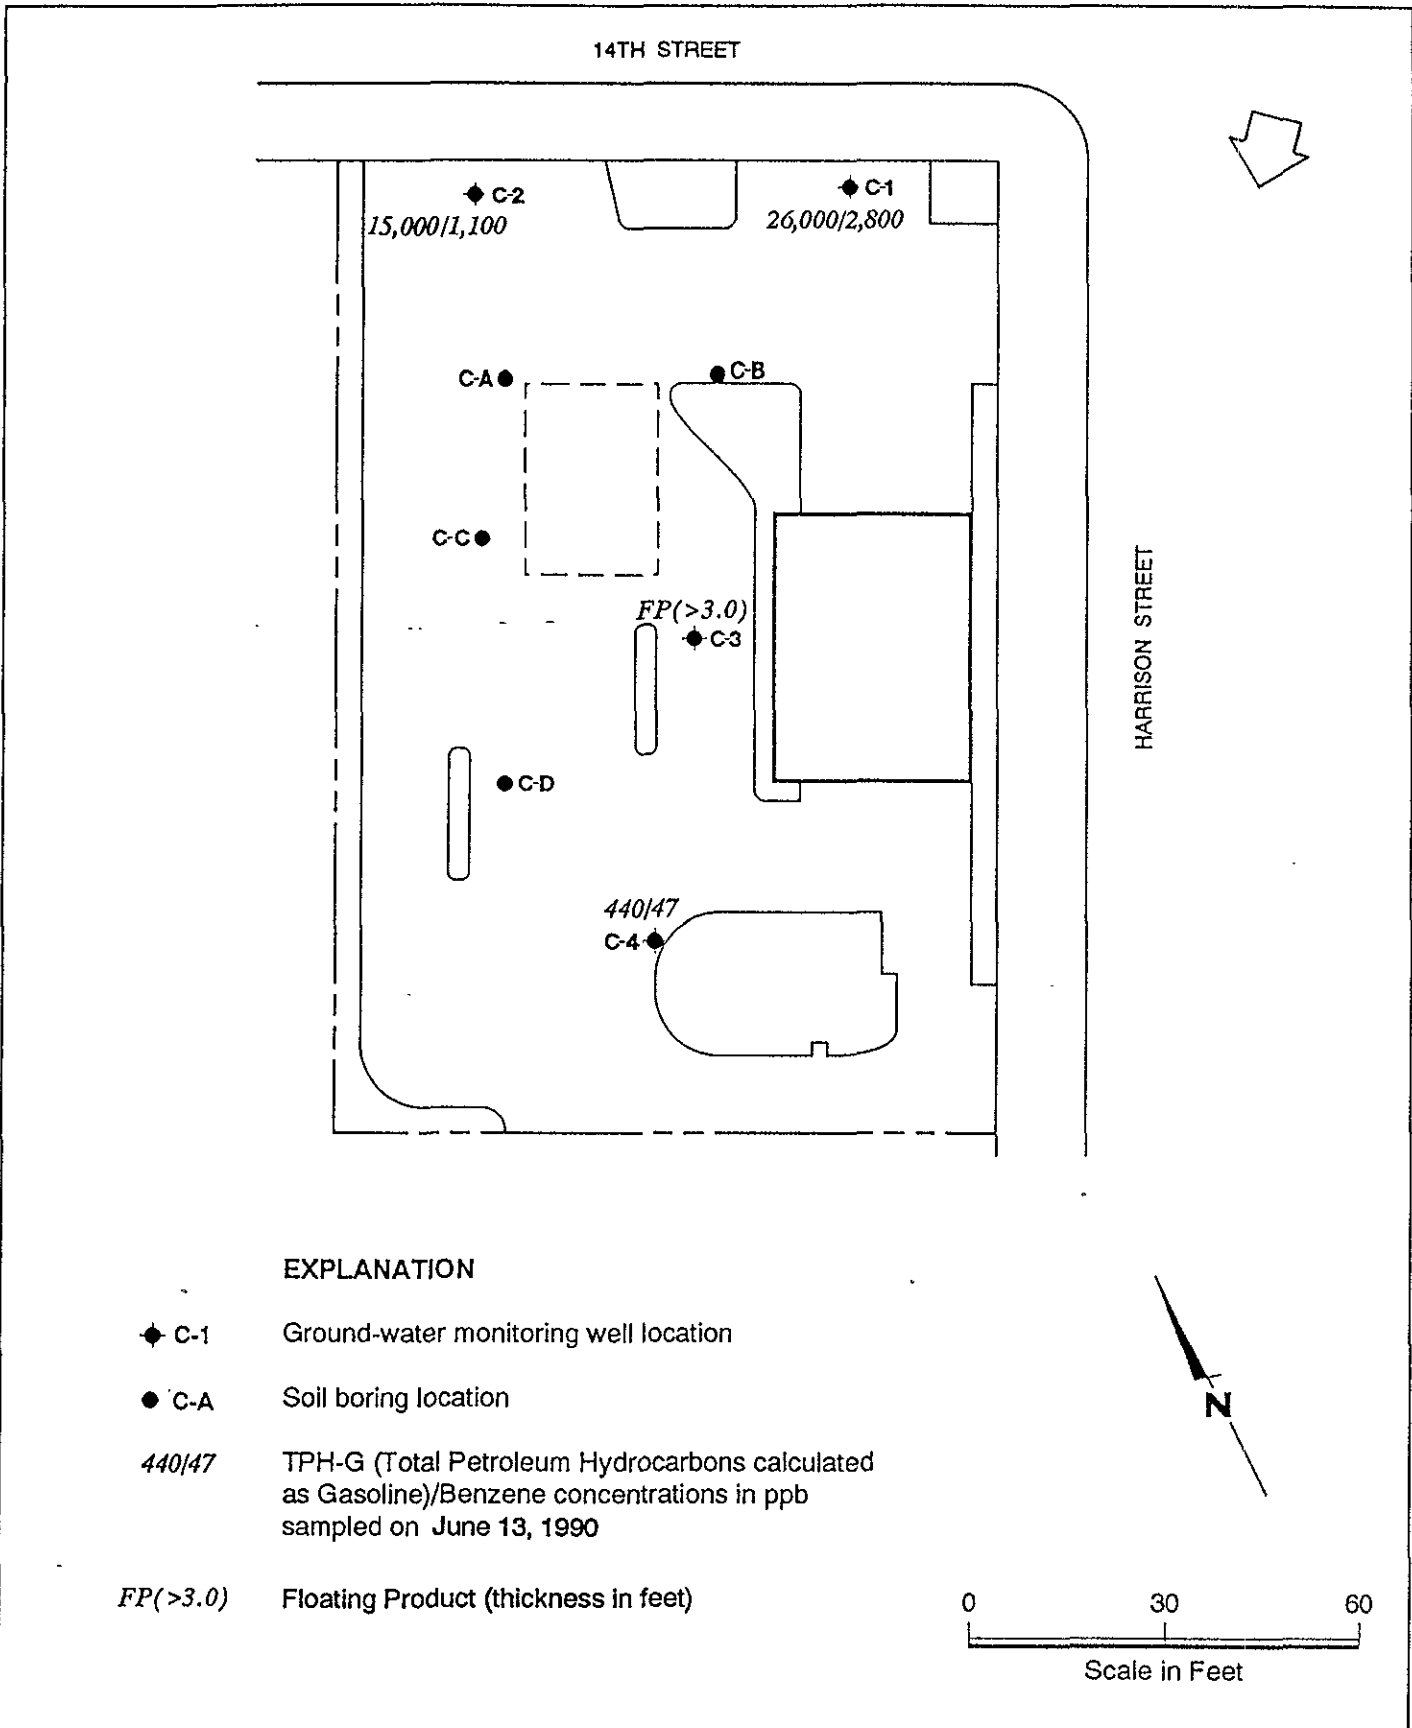 14TH STREET
C-2
15,000/1,100
C-1
26,000/2,800
C-A
C-B
C-C
FP(>3.0)
C-3
HARRISON STREET
C-D
440/47
C-4
EXPLANATION
C-1 Ground-water monitoring well location
C-A Soil boring location
440/47 TPH-G (Total Petroleum Hydrocarbons calculated
as Gasoline)/Benzene concentrations in ppb
sampled on June 13, 1990
N
FP(>3.0) Floating Product (thickness in feet)
0 30 60
Scale in Feet